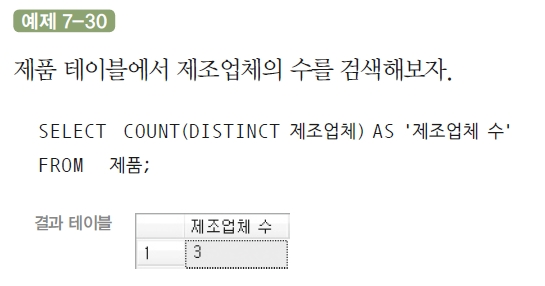 예제 7-30
제품 테이블에서 제조업체의 수를 검색해보자.
SELECT COUNT(DISTINCT 제조업체) AS '제조업체 수'
FROM 제품;
결과 테이블
제조업체 수
1 3